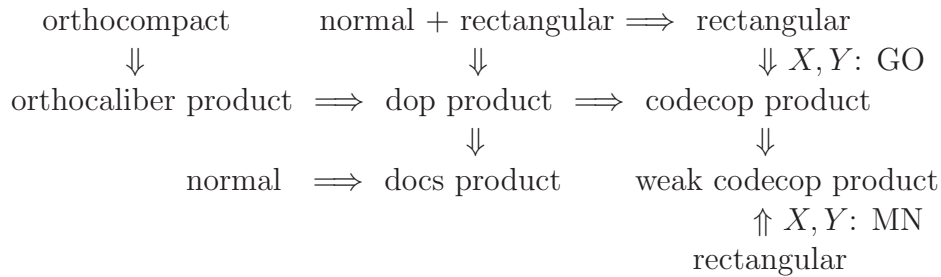 orthocompact normal + rectangular ⟹ rectangular
⇓ ⇓ ⇓ X, Y: GO
orthocaliber product ⟹ dop product ⟹ codecop product
⇓ ⇓
normal ⟹ docs product weak codecop product
⇑ X, Y: MN
rectangular